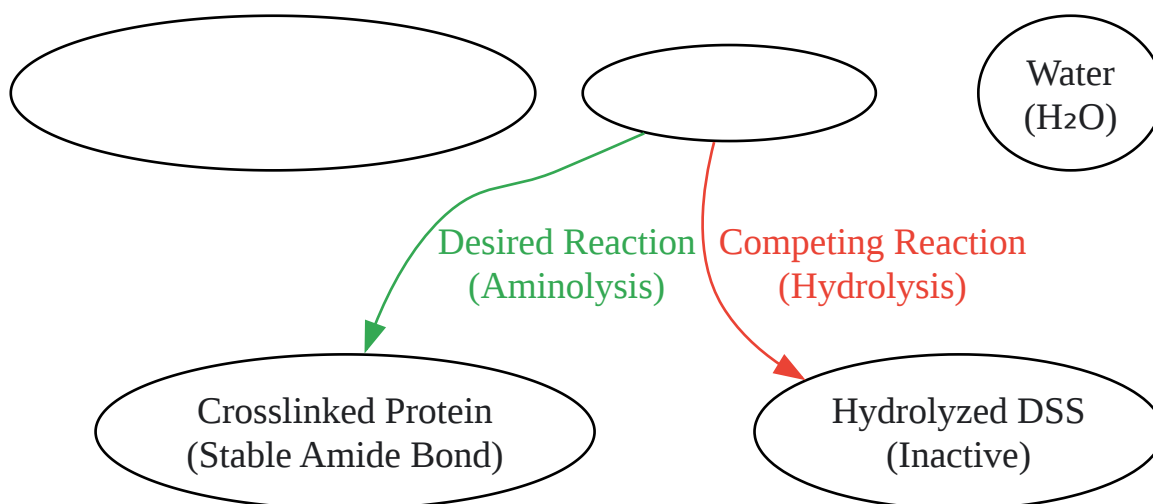 Water
(H₂O)
Desired Reaction
(Aminolysis)
Competing Reaction
(Hydrolysis)
Crosslinked Protein
(Stable Amide Bond)
Hydrolyzed DSS
(Inactive)